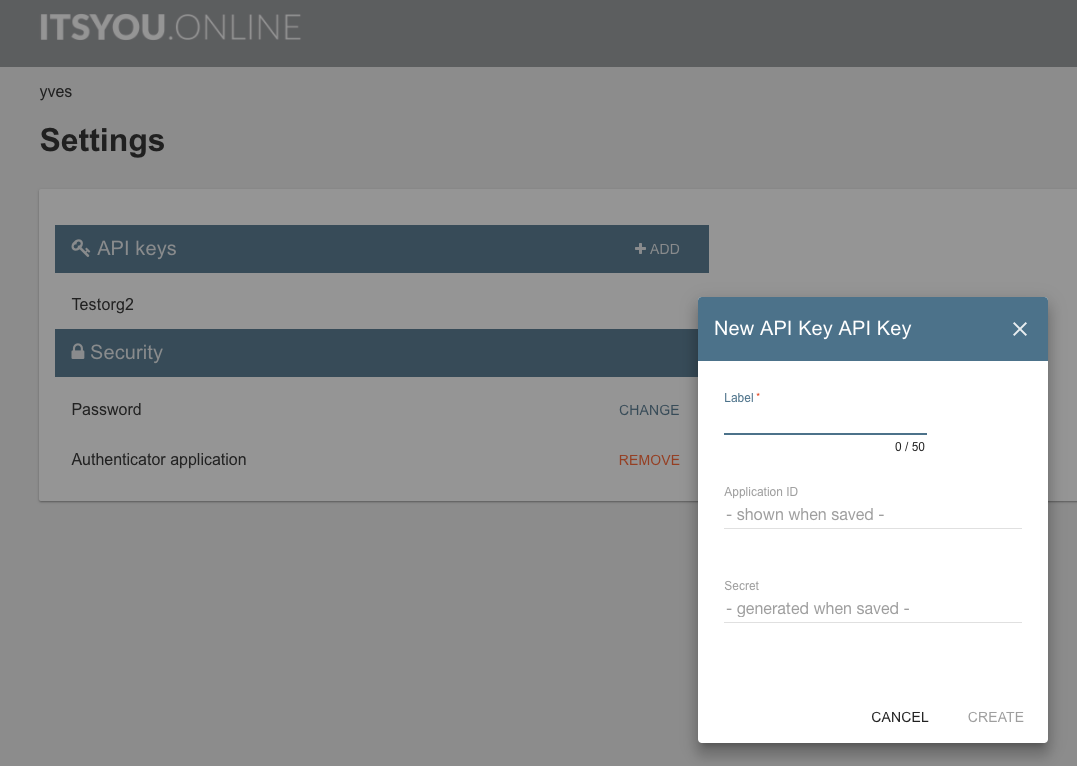 ITSYOU.ONLINE
yves
Settings
API keys
ADD
Testorg2
Security
Password
CHANGE
Authenticator application
REMOVE
New API Key API Key
Label *
0 / 50
Application ID
- shown when saved -
Secret
- generated when saved -
CANCEL
CREATE